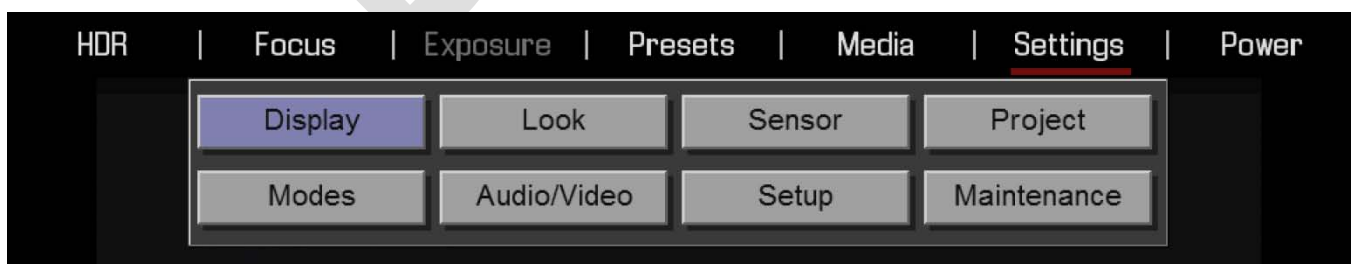 HDR | Focus | Exposure | Presets | Media | Settings | Power
Display Look Sensor Project
Modes Audio/Video Setup Maintenance